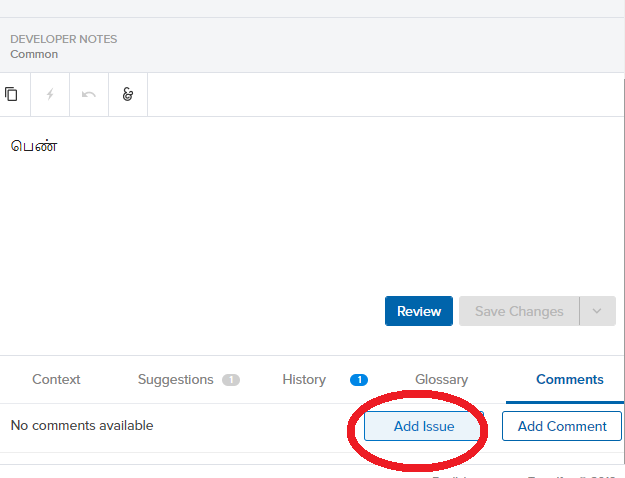 DEVELOPER NOTES
Common
பெண்
Review Save Changes
Context Suggestions 1 History 1 Glossary Comments
No comments available Add Issue Add Comment